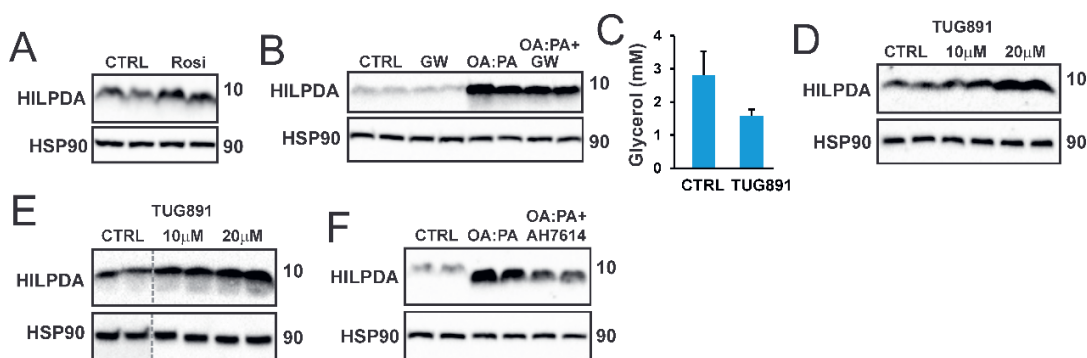 A
CTRL Rosi
HILPDA 10
HSP90 90
B
OA:PA+
CTRL GW OA:PA GW
HILPDA 10
HSP90 90
C
Glycerol (mM)
4
3
2
1
0
CTRL TUG891
D
TUG891
CTRL 10µM 20µM
HILPDA 10
HSP90 90
E
TUG891
CTRL 10µM 20µM
HILPDA 10
HSP90 90
F
OA:PA+
CTRL OA:PA AH7614
HILPDA 10
HSP90 90